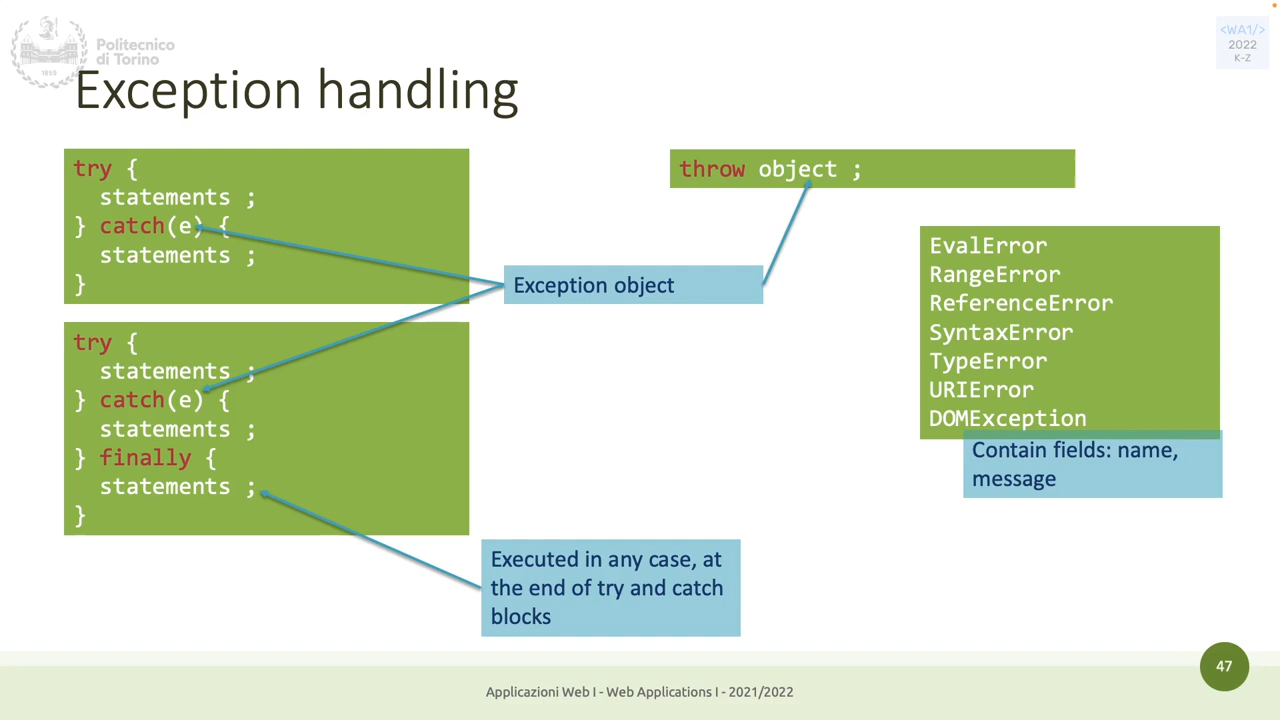 Politecnico
di Torino
1859
<WA1/>
2022
K-Z
Exception handling
try {
  statements ;
} catch(e) {
  statements ;
}
throw object ;
Exception object
EvalError
RangeError
ReferenceError
SyntaxError
TypeError
URIError
DOMException
Contain fields: name,
message
try {
  statements ;
} catch(e) {
  statements ;
} finally {
  statements ;
}
Executed in any case, at
the end of try and catch
blocks
47
Applicazioni Web I - Web Applications I - 2021/2022